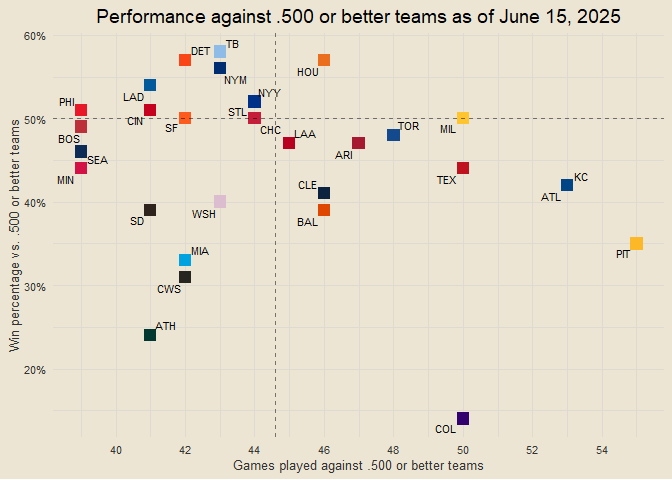 Performance against .500 or better teams as of June 15, 2025
Win percentage vs. .500 or better teams
60%
50%
40%
30%
20%
DET
TB
HOU
NYM
LAD
NYY
PHI
CIN
SF
STL
CHC
TOR
MIL
BOS
LAA
ARI
SEA
MIN
TEX
KC
CLE
ATL
SD
WSH
BAL
PIT
MIA
CWS
ATH
COL
40 42 44 46 48 50 52 54
Games played against .500 or better teams